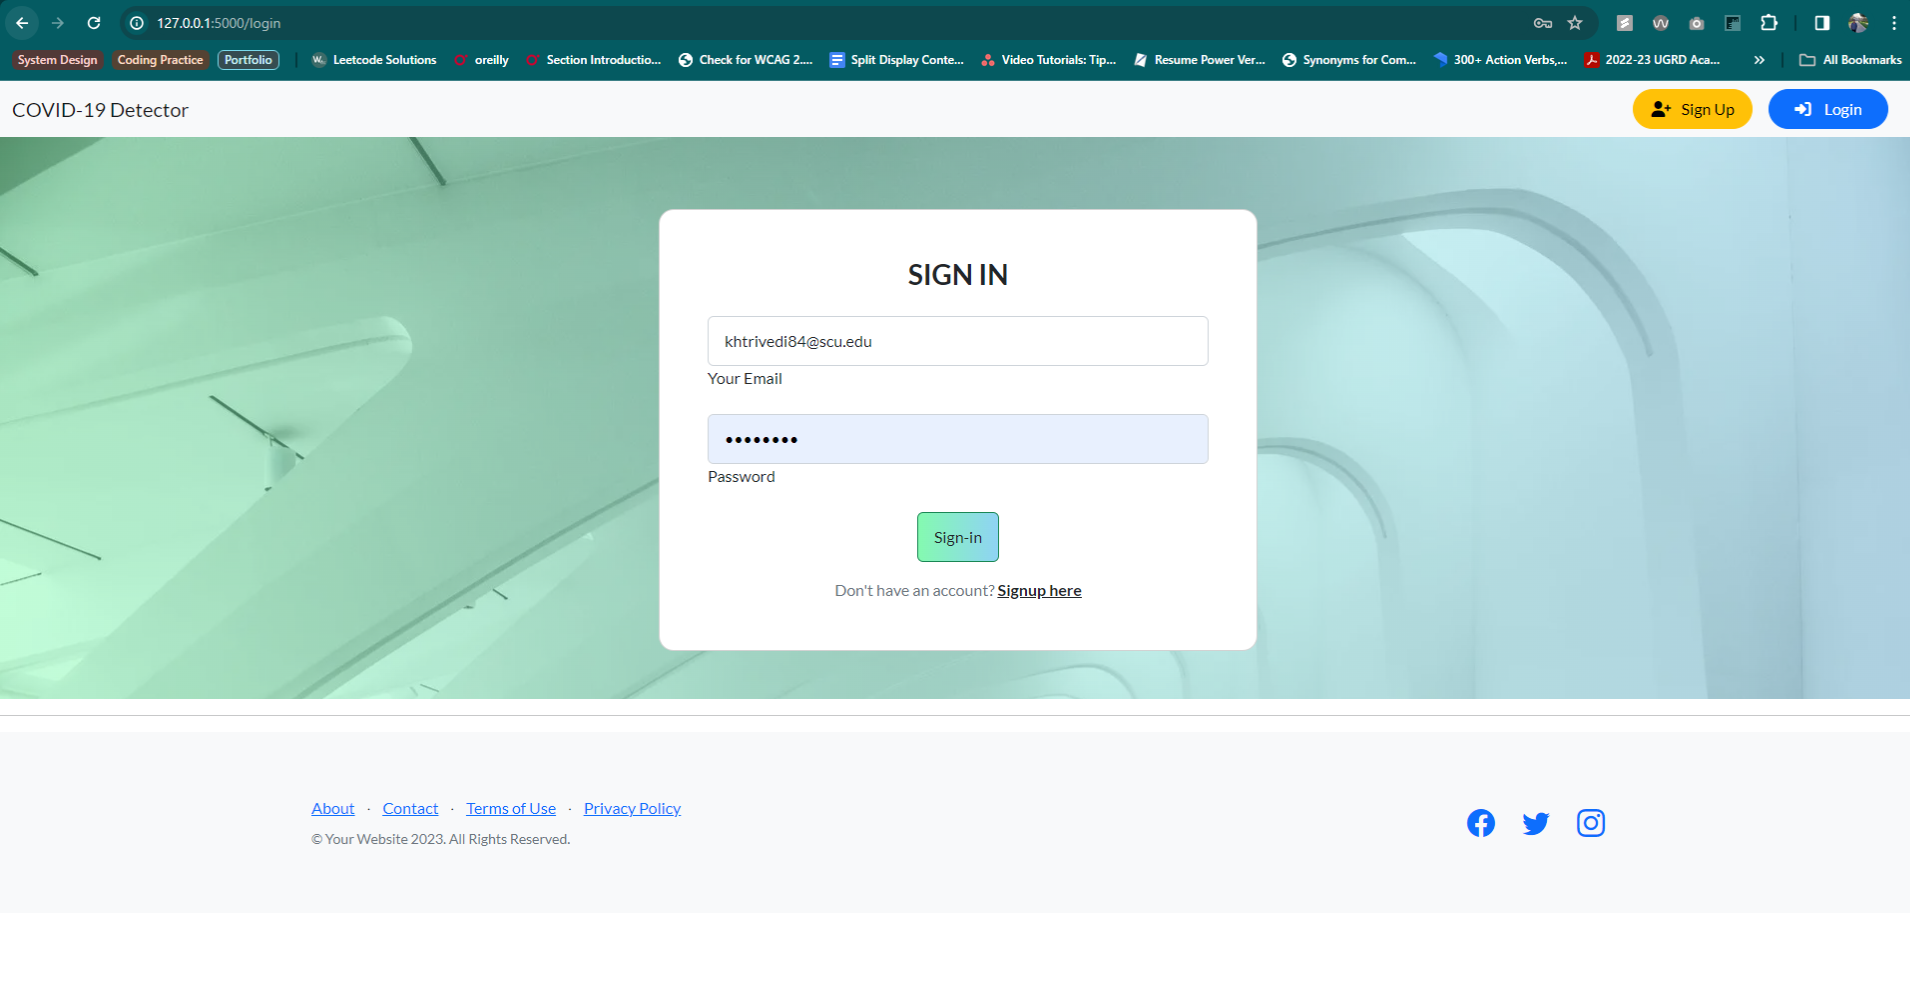 127.0.0.1:5000/login
System Design Coding Practice Portfolio Leetcode Solutions oreilly Section Introductio... Check for WCAG 2.... Split Display Conte... Video Tutorials: Tip... Resume Power Ver... Synonyms for Com... 300+ Action Verbs,... 2022-23 UGRD Aca... » All Bookmarks
COVID-19 Detector Sign Up Login
SIGN IN
khtrivedi84@scu.edu
Your Email
••••••••
Password
Sign-in
Don't have an account? Signup here
About · Contact · Terms of Use · Privacy Policy
© Your Website 2023. All Rights Reserved.